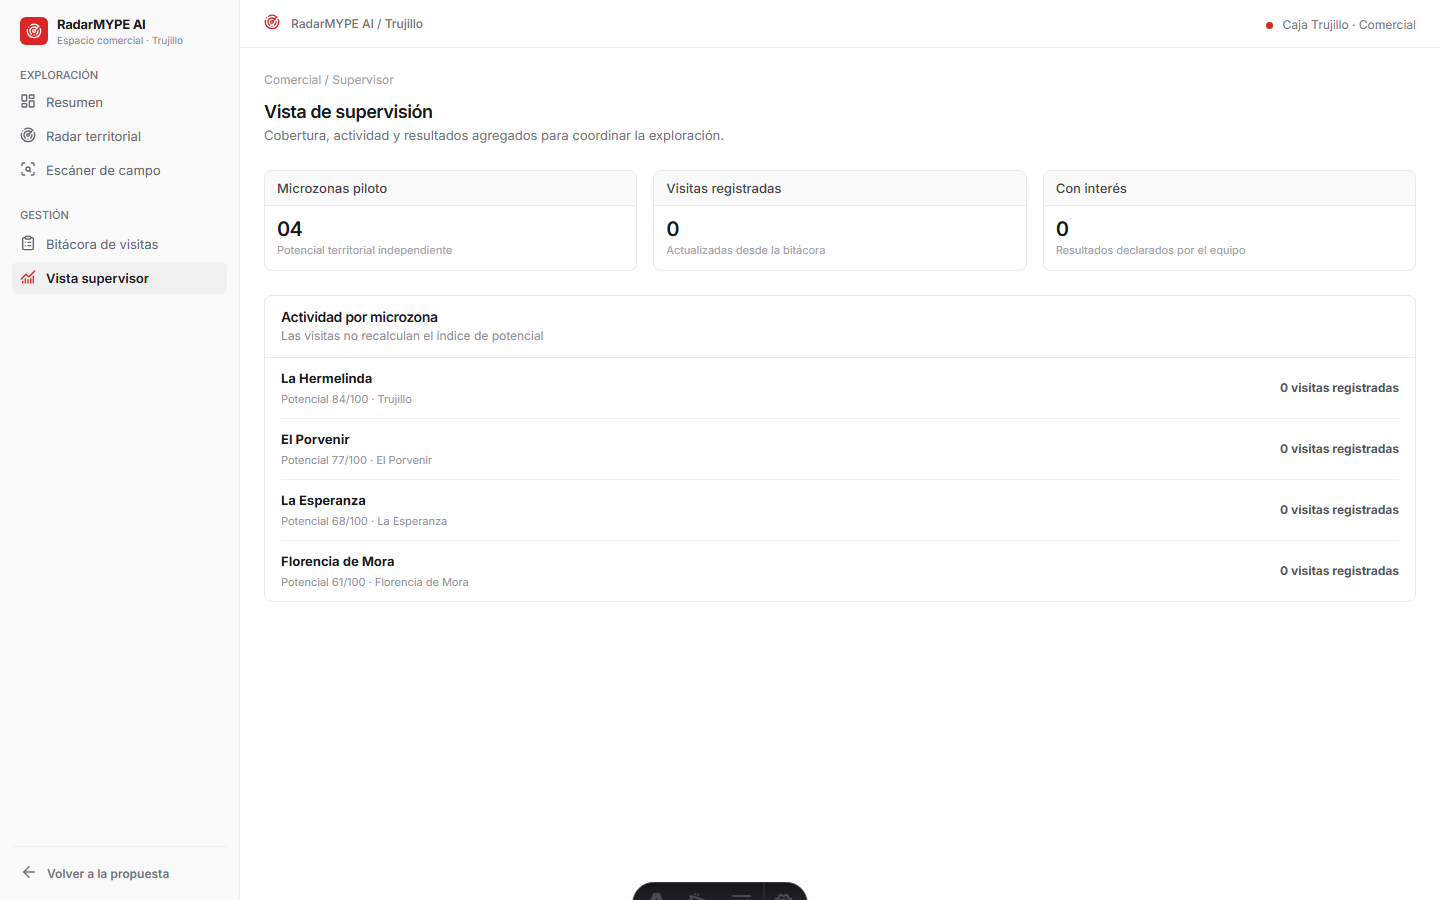 RadarMYPE AI
Espacio comercial · Trujillo
EXPLORACIÓN
Resumen
Radar territorial
Escáner de campo
GESTIÓN
Bitácora de visitas
Vista supervisor
Volver a la propuesta
RadarMYPE AI / Trujillo
Caja Trujillo · Comercial
Comercial / Supervisor
Vista de supervisión
Cobertura, actividad y resultados agregados para coordinar la exploración.
Microzonas piloto
04
Potencial territorial independiente
Visitas registradas
0
Actualizadas desde la bitácora
Con interés
0
Resultados declarados por el equipo
Actividad por microzona
Las visitas no recalculan el índice de potencial
La Hermelinda
Potencial 84/100 · Trujillo
0 visitas registradas
El Porvenir
Potencial 77/100 · El Porvenir
0 visitas registradas
La Esperanza
Potencial 68/100 · La Esperanza
0 visitas registradas
Florencia de Mora
Potencial 61/100 · Florencia de Mora
0 visitas registradas